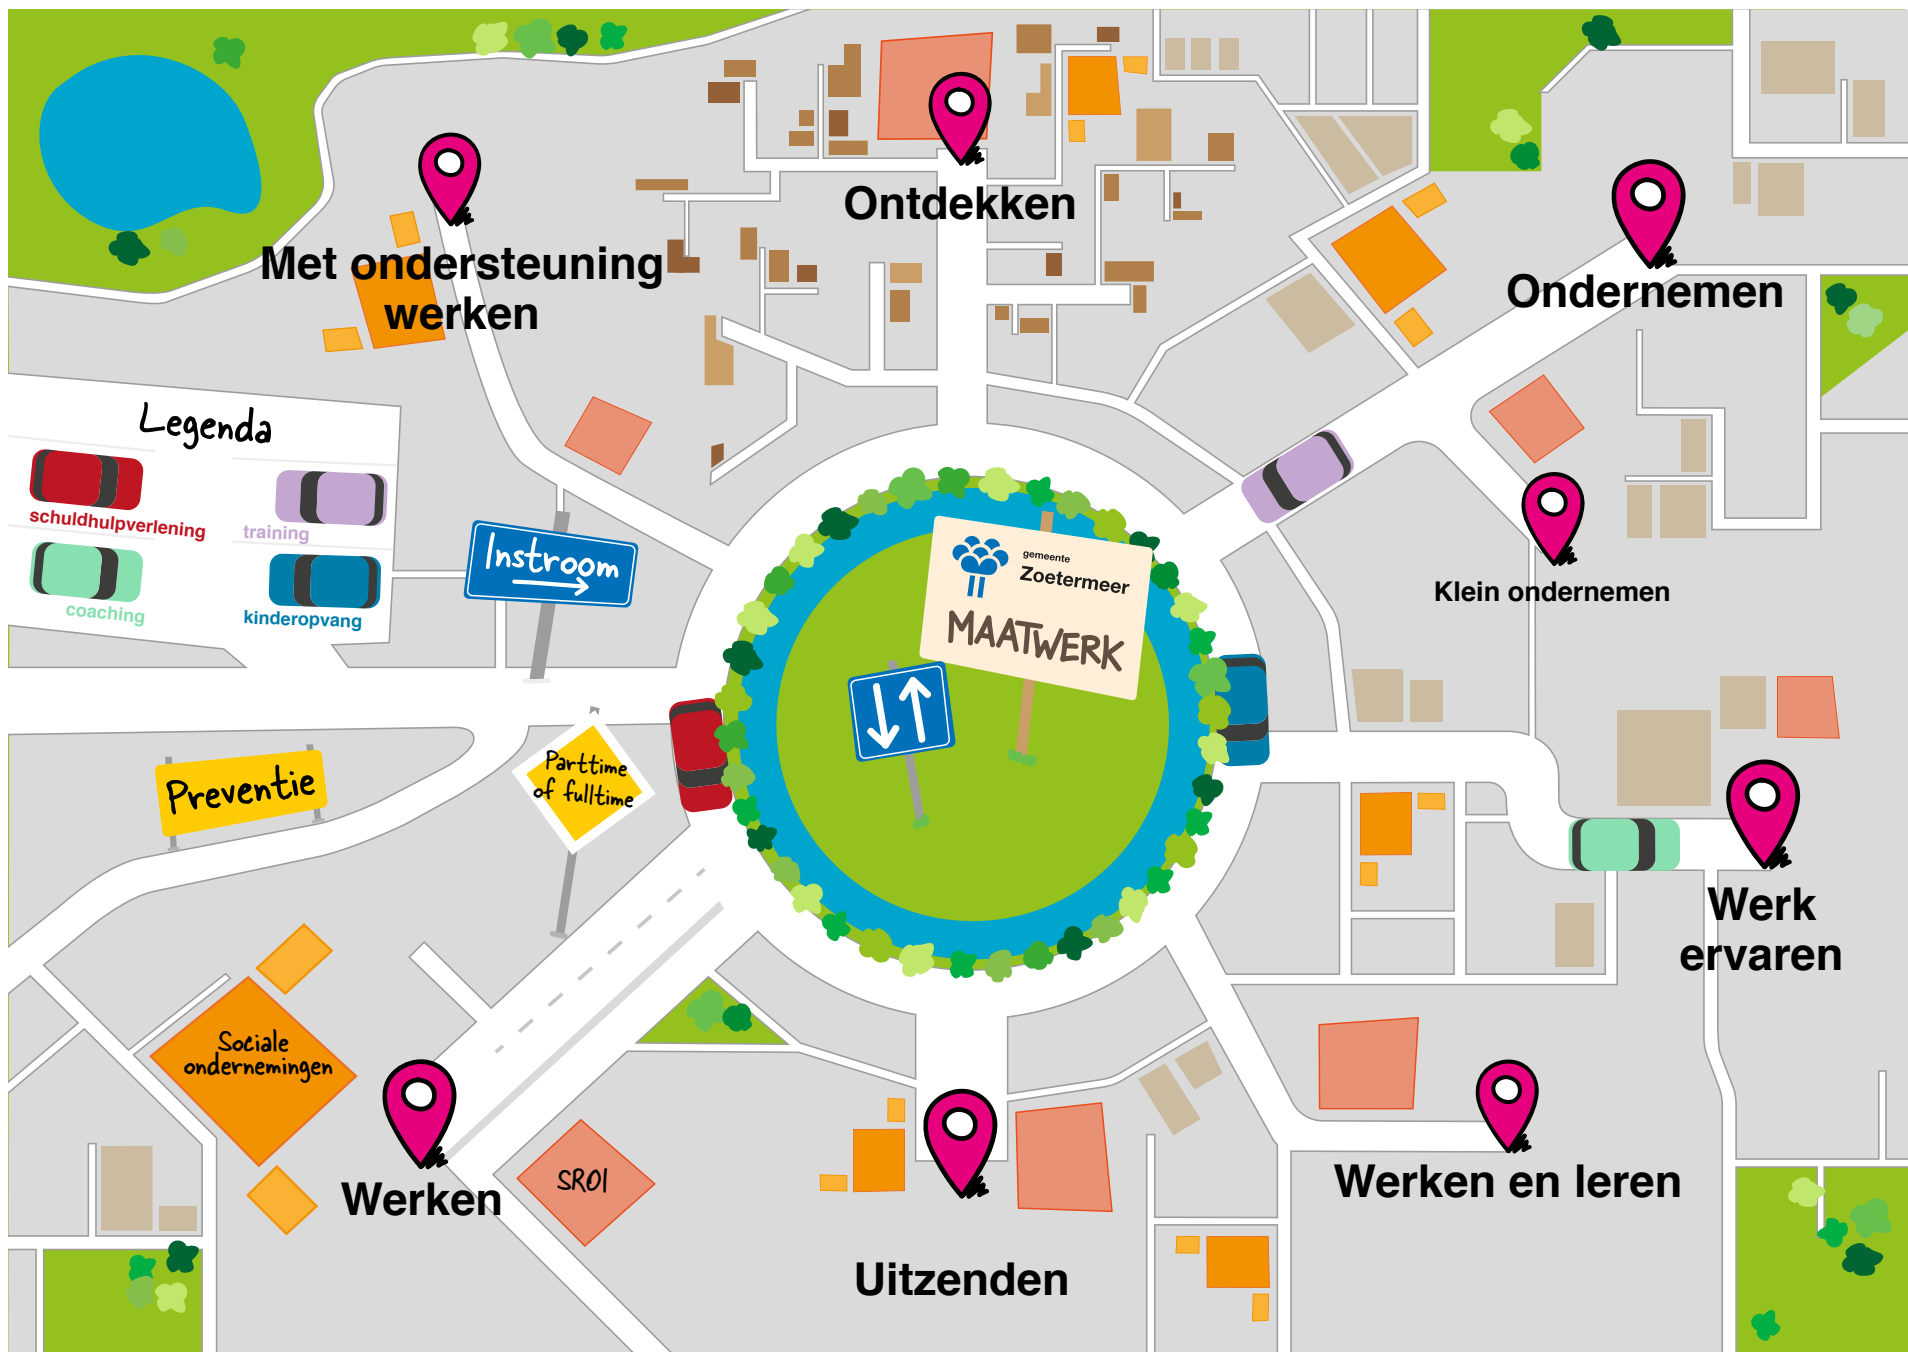 Ontdekken
Met ondersteuning
werken
Ondernemen
Legenda
schuldhulpverlening
training
coaching
kinderopvang
Instroom
gemeente
Zoetermeer
MAATWERK
Klein ondernemen
Preventie
Parttime
of fulltime
Werk
ervaren
Sociale
ondernemingen
SROI
Werken
Werken en leren
Uitzenden